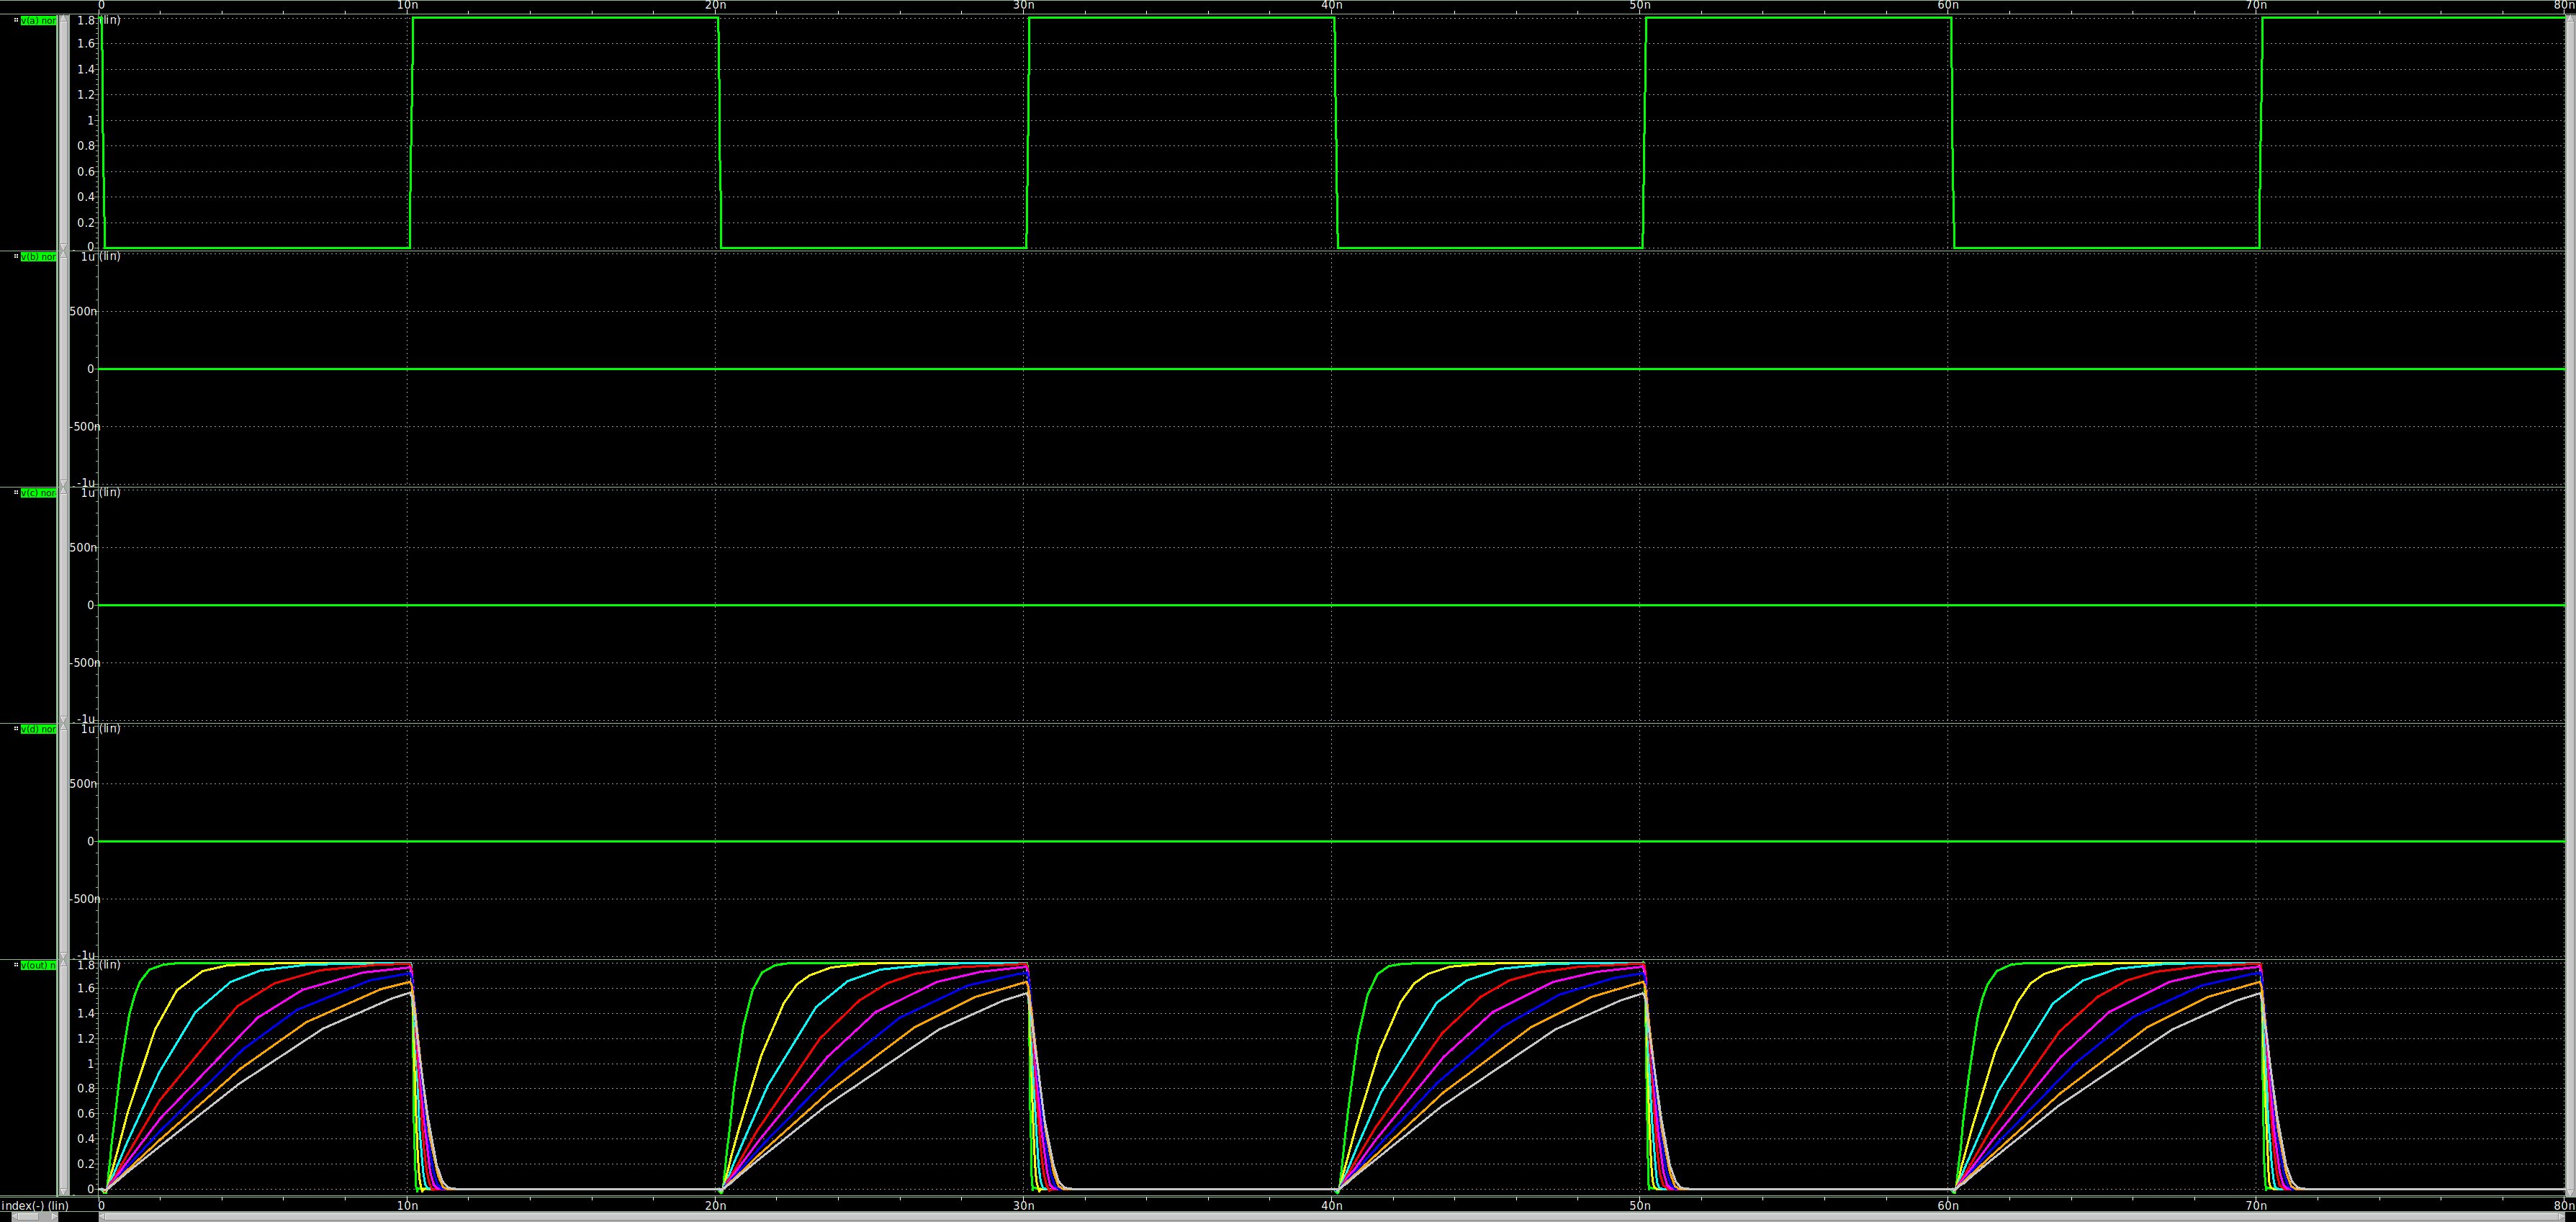 0 10n 20n 30n 40n 50n 60n 70n 80n
v(a) nor 1.8 (lin)
1.6
1.4
1.2
1
0.8
0.6
0.4
0.2
0
v(b) nor 1u (lin)
500n
0
-500n
-1u
v(c) nor 1u (lin)
500n
0
-500n
-1u
v(d) nor 1u (lin)
500n
0
-500n
-1u
v(out) n 1.8 (lin)
1.6
1.4
1.2
1
0.8
0.6
0.4
0.2
0
index(-) (lin) 0 10n 20n 30n 40n 50n 60n 70n 80n